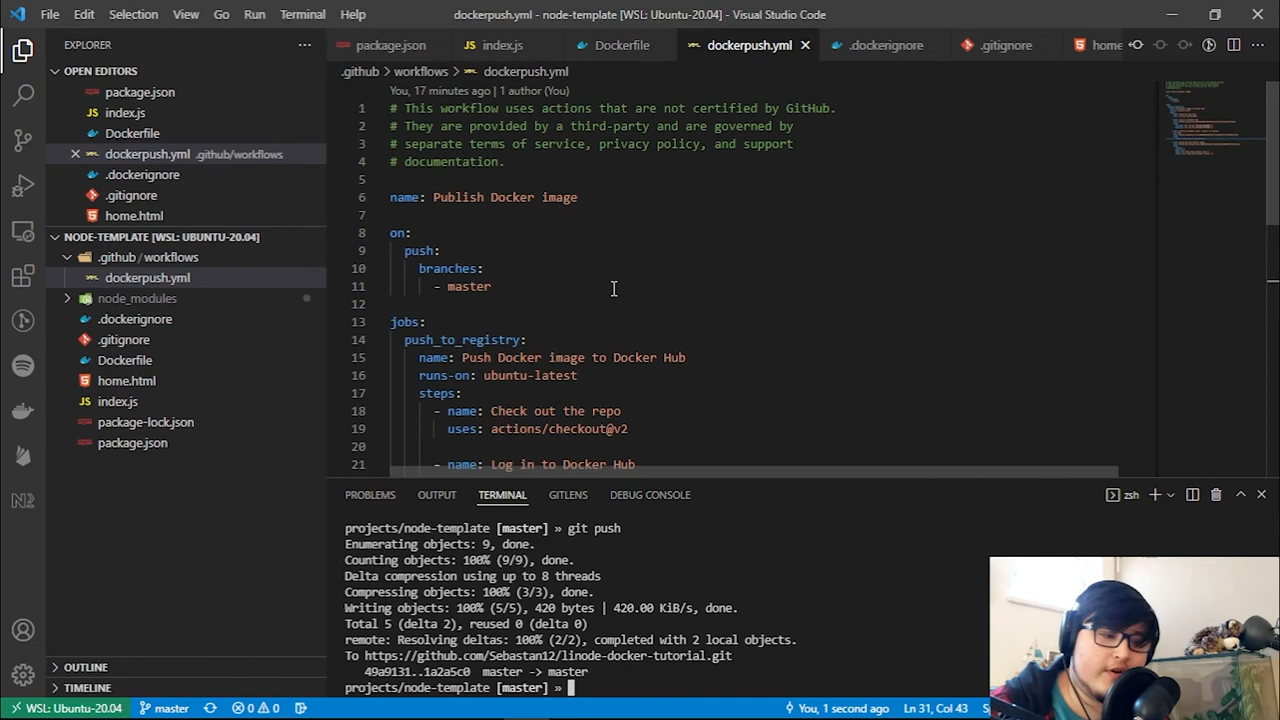 File Edit Selection View Go Run Terminal Help
dockerpush.yml - node-template [WSL: Ubuntu-20.04] - Visual Studio Code
EXPLORER
OPEN EDITORS
package.json
index.js
Dockerfile
dockerpush.yml .github/workflows
.dockerignore
.gitignore
home.html
NODE-TEMPLATE [WSL: UBUNTU-20.04]
.github / workflows
dockerpush.yml
node_modules
.dockerignore
.gitignore
Dockerfile
home.html
index.js
package-lock.json
package.json
OUTLINE
TIMELINE
package.json index.js Dockerfile dockerpush.yml .dockerignore .gitignore home
.github > workflows > dockerpush.yml
You, 17 minutes ago | 1 author (You)
1 # This workflow uses actions that are not certified by GitHub.
2 # They are provided by a third-party and are governed by
3 # separate terms of service, privacy policy, and support
4 # documentation.
5
6 name: Publish Docker image
7
8 on:
9 push:
10 branches:
11 - master
12
13 jobs:
14 push_to_registry:
15 name: Push Docker image to Docker Hub
16 runs-on: ubuntu-latest
17 steps:
18 - name: Check out the repo
19 uses: actions/checkout@v2
20
21 - name: Log in to Docker Hub
PROBLEMS OUTPUT TERMINAL GITLENS DEBUG CONSOLE
zsh
projects/node-template [master] » git push
Enumerating objects: 9, done.
Counting objects: 100% (9/9), done.
Delta compression using up to 8 threads
Compressing objects: 100% (3/3), done.
Writing objects: 100% (5/5), 420 bytes | 420.00 KiB/s, done.
Total 5 (delta 2), reused 0 (delta 0)
remote: Resolving deltas: 100% (2/2), completed with 2 local objects.
To https://github.com/Sebastan12/linode-docker-tutorial.git
49a9131..1a2a5c0 master -> master
projects/node-template [master] »
WSL: Ubuntu-20.04 master 0 0 You, 1 second ago Ln 31, Col 43